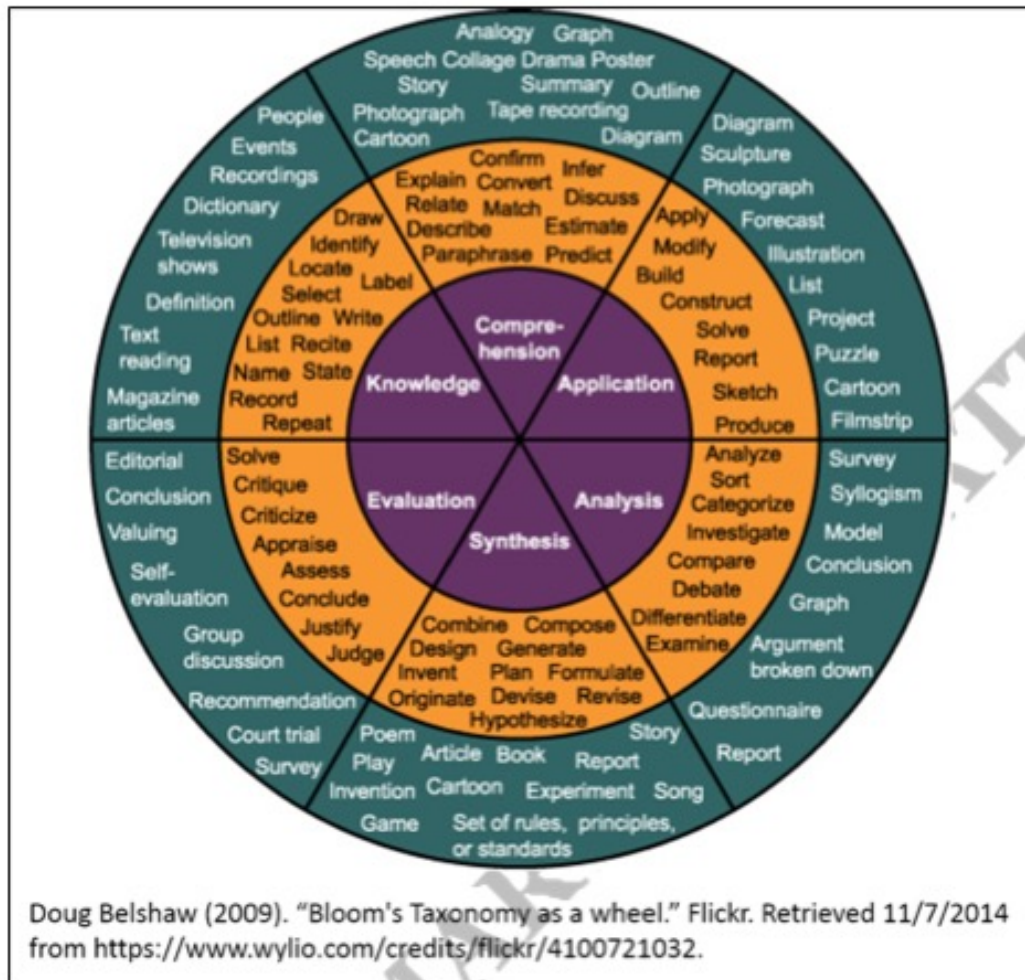 Analogy Graph
Speech Collage Drama Poster
Story Summary Outline
Photograph Tape recording
Cartoon Diagram
Confirm Infer
Explain Convert Discuss
Relate Match
Describe Estimate
Paraphrase Predict
Compre-
hension
Diagram
Sculpture
Photograph
Forecast
Illustration
List
Project
Puzzle
Cartoon
Filmstrip
Apply
Modify
Build
Construct
Solve
Report
Sketch
Produce
Application
Survey
Syllogism
Model
Conclusion
Graph
Argument
broken down
Questionnaire
Report
Analyze
Sort
Categorize
Investigate
Compare
Debate
Differentiate
Examine
Analysis
Synthesis
Combine Compose
Design Generate
Invent Plan Formulate
Originate Devise Revise
Hypothesize
Poem Story
Play Article Book Report
Invention Cartoon Experiment Song
Game Set of rules, principles,
or standards
Evaluation
Solve
Critique
Criticize
Appraise
Assess
Conclude
Justify
Judge
Editorial
Conclusion
Valuing
Self-
evaluation
Group
discussion
Recommendation
Court trial
Survey
Knowledge
Draw
Identify
Locate Label
Select
Outline Write
List Recite
Name State
Record
Repeat
People
Events
Recordings
Dictionary
Television
shows
Definition
Text
reading
Magazine
articles
Doug Belshaw (2009). “Bloom's Taxonomy as a wheel.” Flickr. Retrieved 11/7/2014
from https://www.wylio.com/credits/flickr/4100721032.